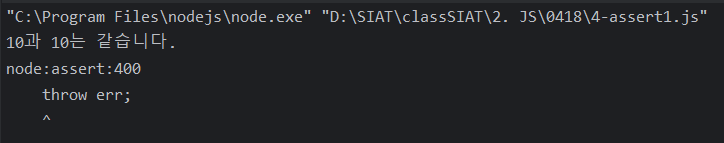 "C:\Program Files\nodejs\node.exe" "D:\SIAT\classSIAT\2. JS\0418\4-assert1.js"
10과 10는 같습니다.
node:assert:400
    throw err;
    ^